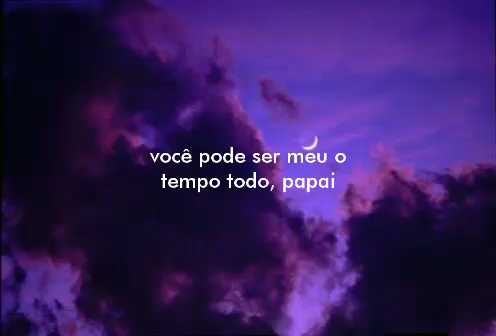 você pode ser meu o
tempo todo, papai